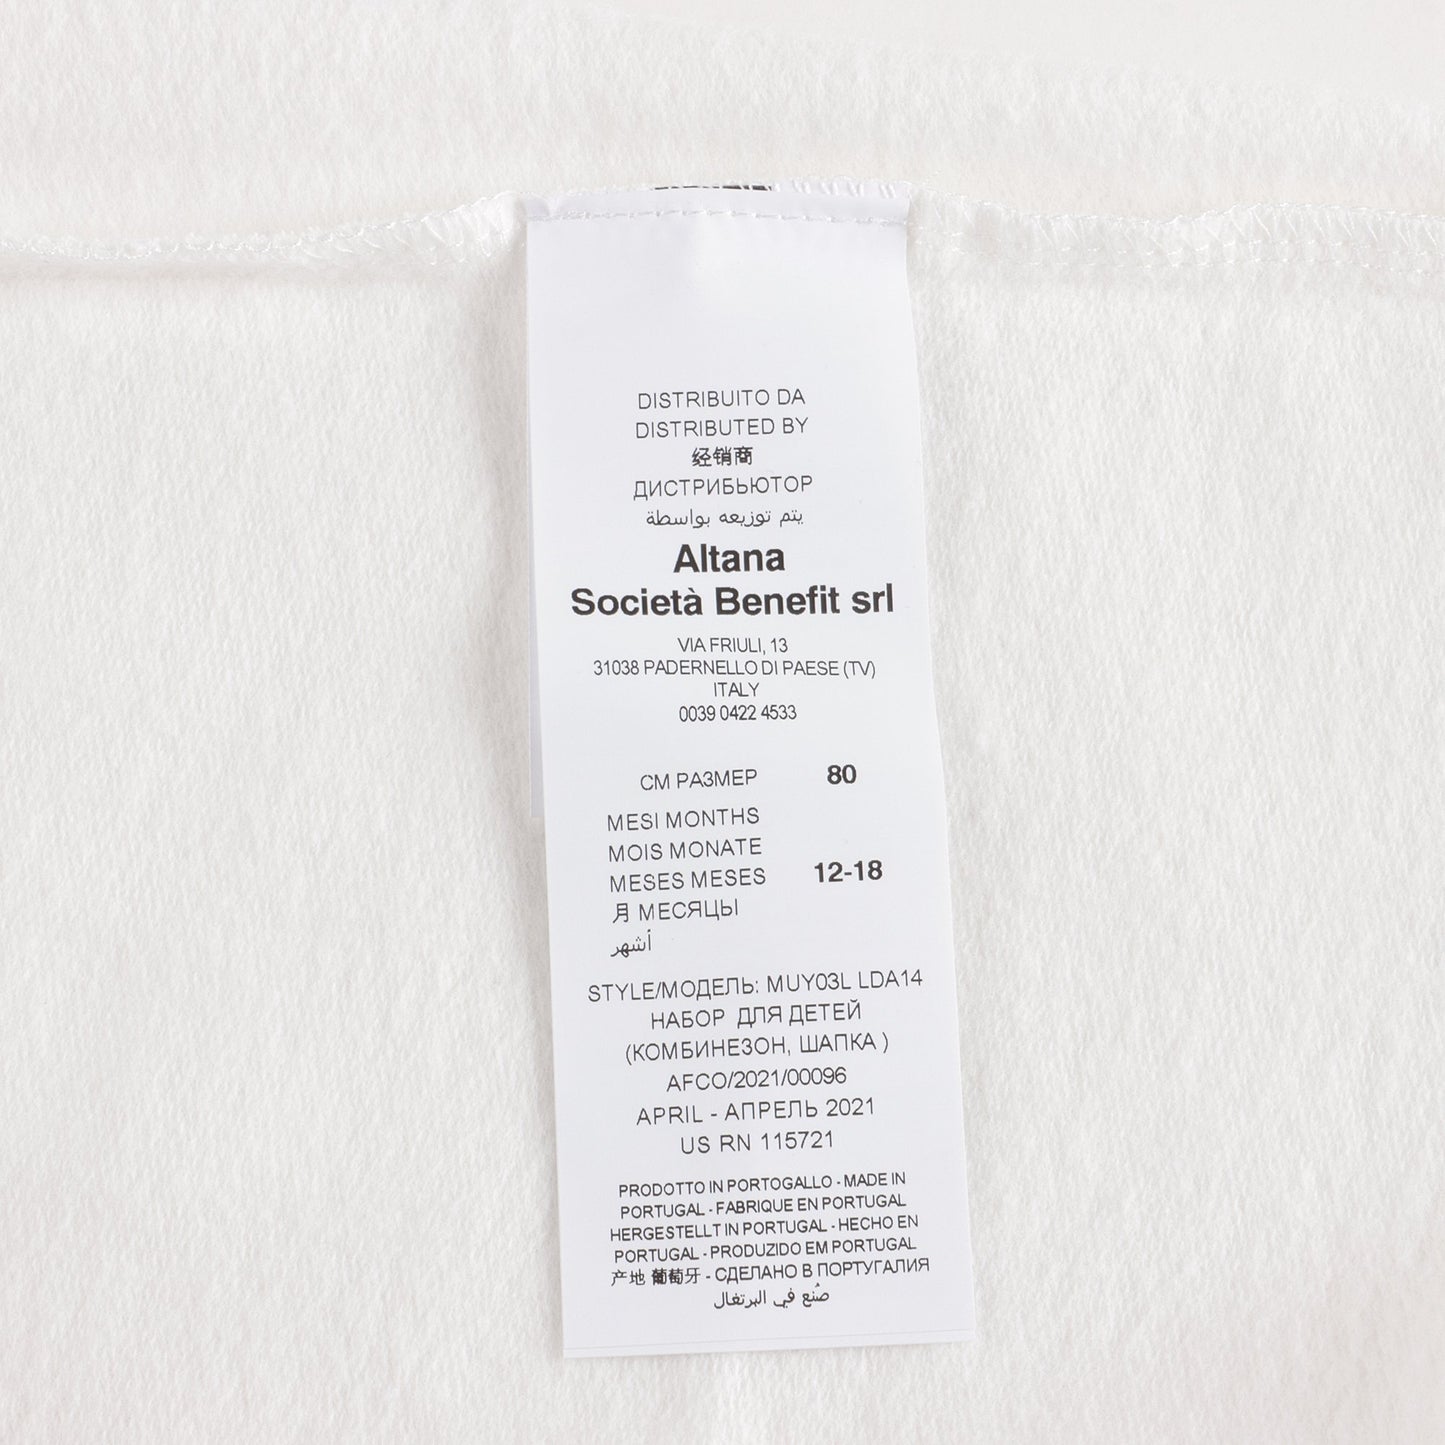 DISTRIBUITO DA
DISTRIBUTED BY
经销商
ДИСТРИБЬЮТОР
يتم توزيعه بواسطة
Altana
Società Benefit srl
VIA FRIULI, 13
31038 PADERNELLO DI PAESE (TV)
ITALY
0039 0422 4533
СМ РАЗМЕР 80
MESI MONTHS
MOIS MONATE
MESES MESES 12-18
月 МЕСЯЦЫ
أشهر
STYLE/МОДЕЛЬ: MUY03L LDA14
НАБОР ДЛЯ ДЕТЕЙ
(КОМБИНЕЗОН, ШАПКА )
AFCO/2021/00096
APRIL - АПРЕЛЬ 2021
US RN 115721
PRODOTTO IN PORTOGALLO - MADE IN
PORTUGAL - FABRIQUE EN PORTUGAL
HERGESTELLT IN PORTUGAL - HECHO EN
PORTUGAL - PRODUZIDO EM PORTUGAL
产地 葡萄牙 - СДЕЛАНО В ПОРТУГАЛИЯ
صُنع في البرتغال